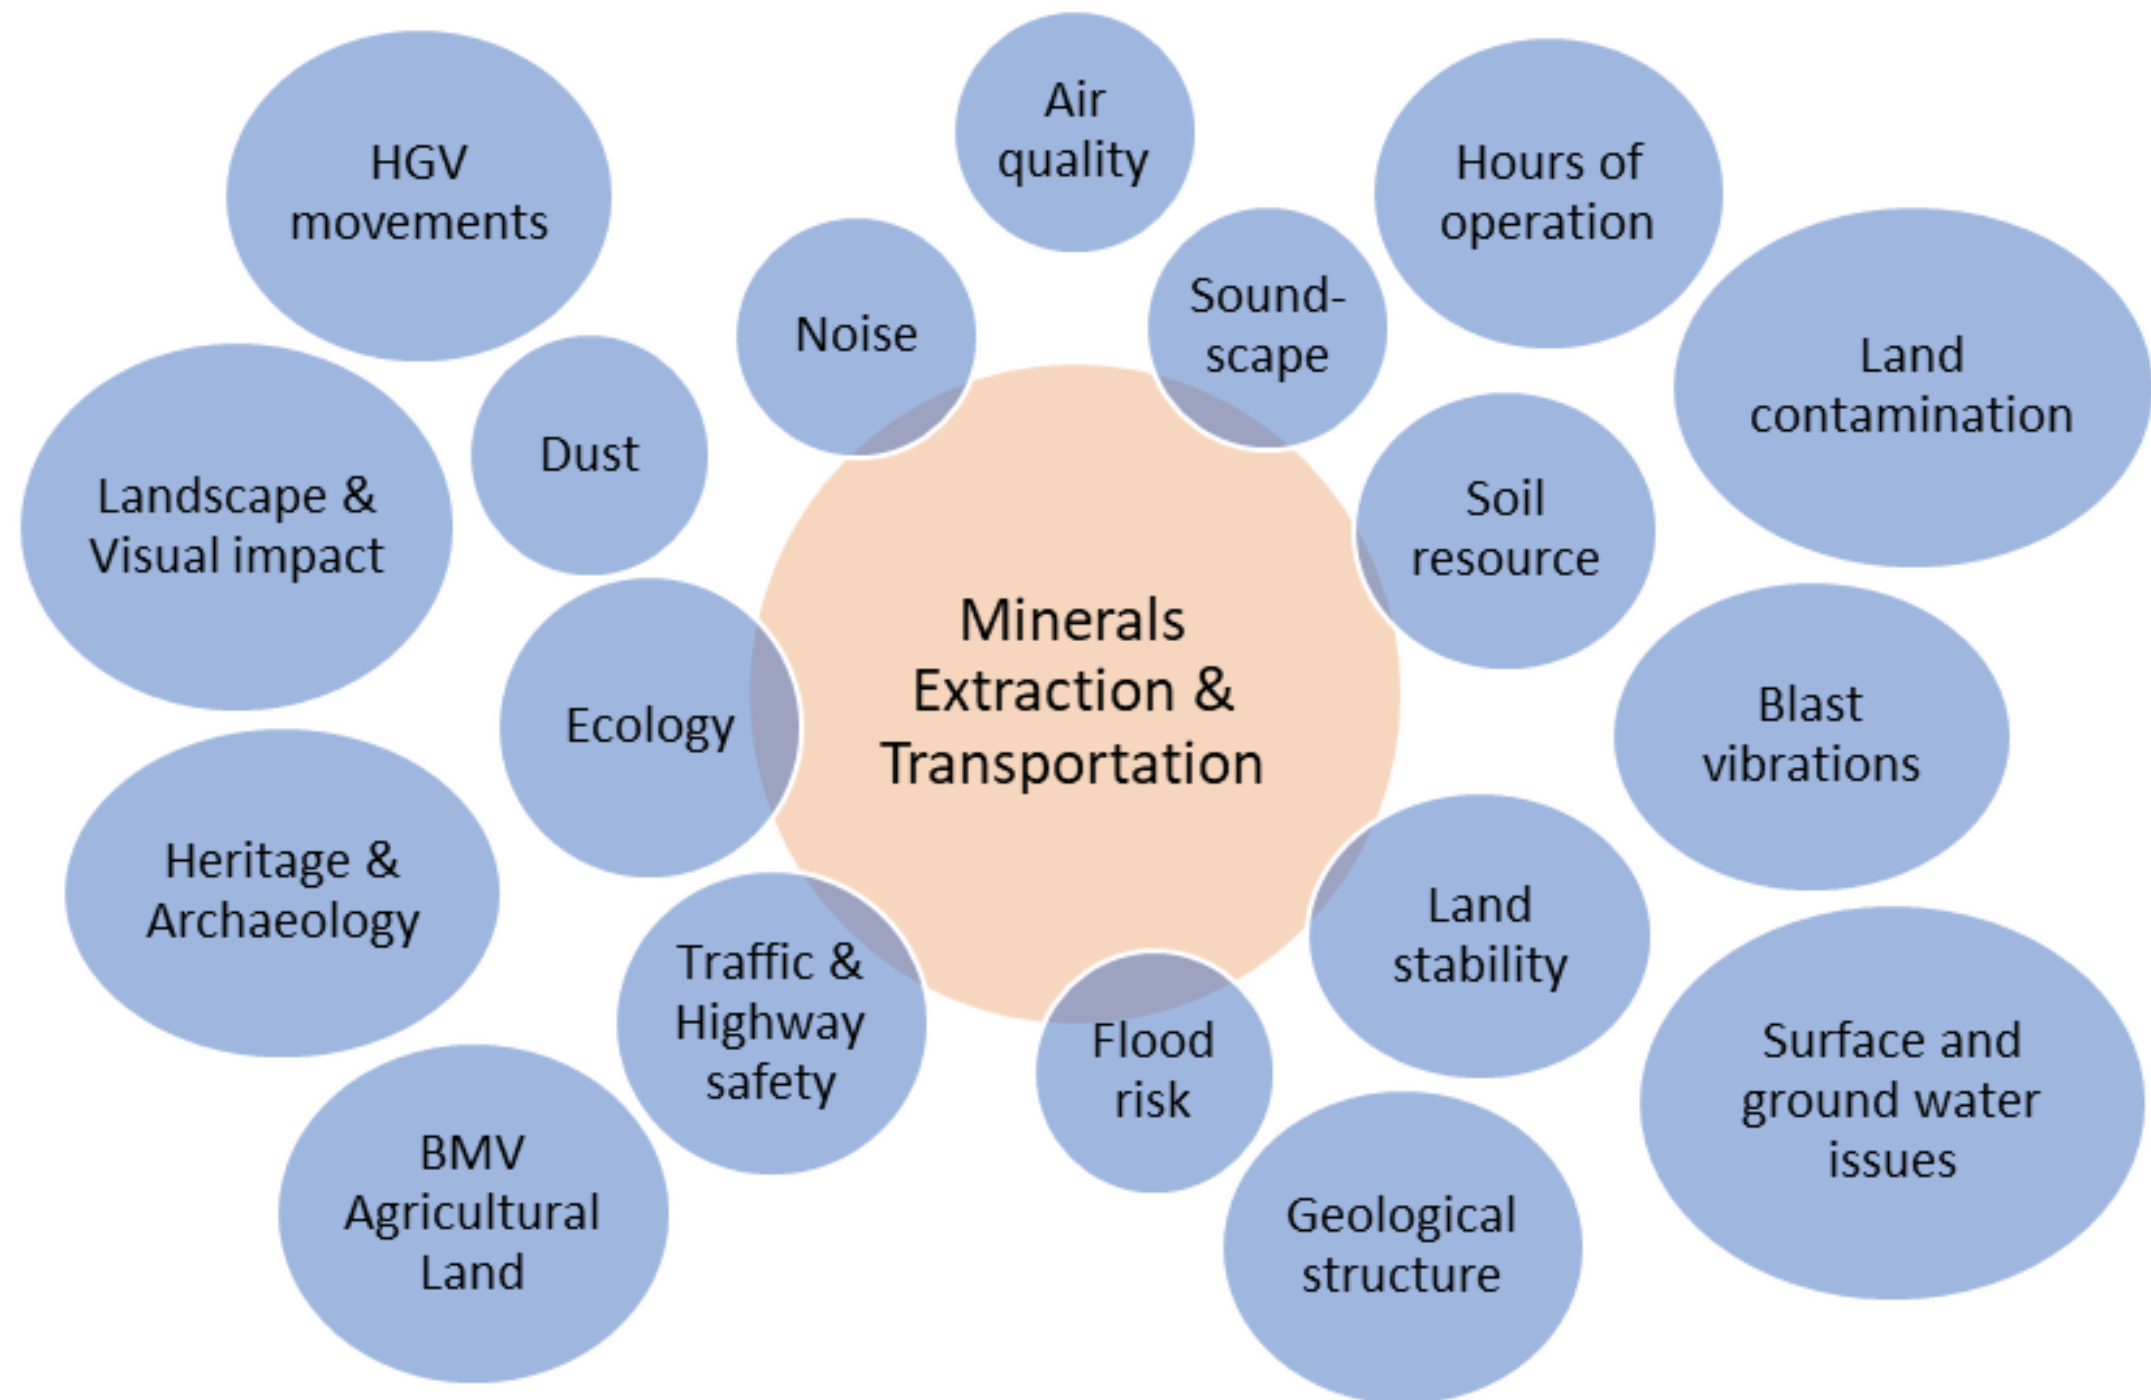 Air
quality
HGV
movements
Hours of
operation
Noise
Sound-
scape
Land
contamination
Dust
Landscape &
Visual impact
Soil
resource
Minerals
Extraction &
Transportation
Ecology
Blast
vibrations
Heritage &
Archaeology
Land
stability
Traffic &
Highway
safety
Flood
risk
Surface and
ground water
issues
BMV
Agricultural
Land
Geological
structure